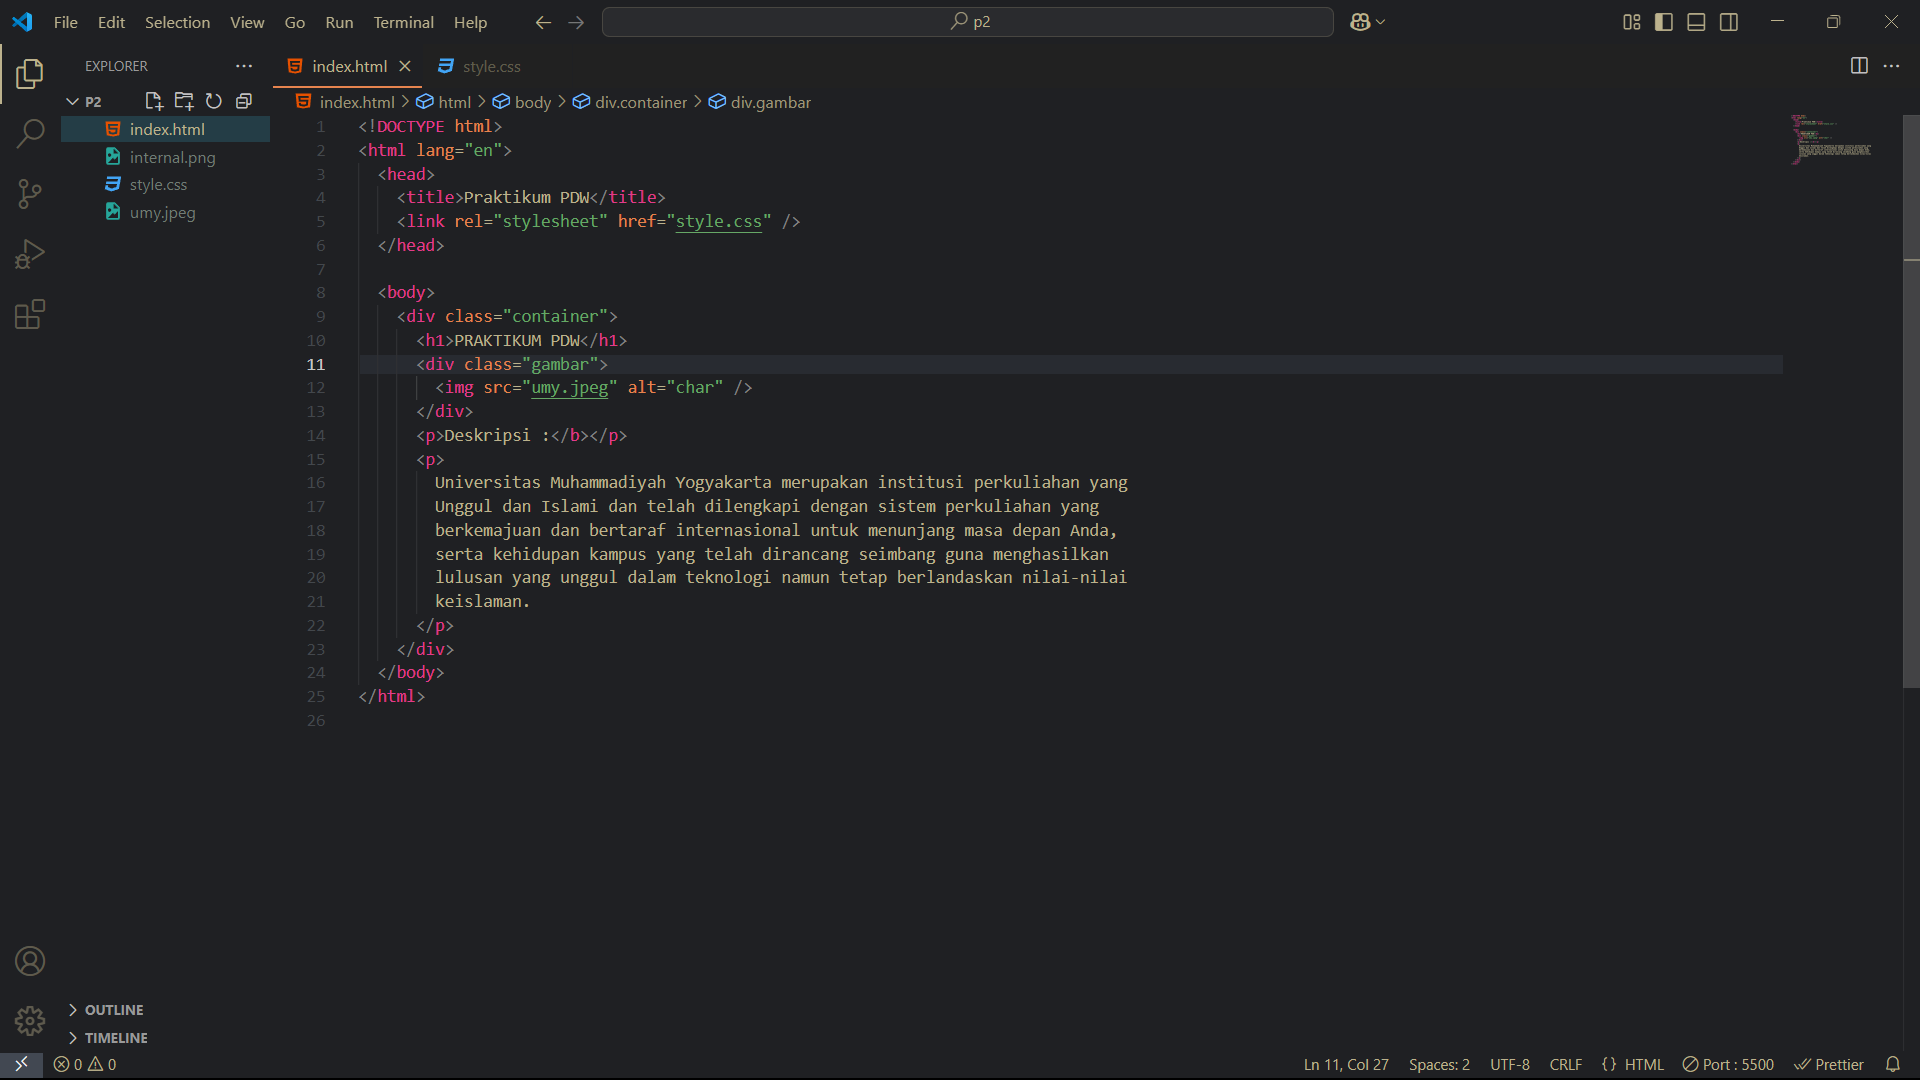 File Edit Selection View Go Run Terminal Help p2
EXPLORER
index.html
style.css
P2
index.html > html > body > div.container > div.gambar
index.html
internal.png
style.css
umy.jpeg
1 <!DOCTYPE html>
2 <html lang="en">
3 <head>
4 <title>Praktikum PDW</title>
5 <link rel="stylesheet" href="style.css" />
6 </head>
7
8 <body>
9 <div class="container">
10 <h1>PRAKTIKUM PDW</h1>
11 <div class="gambar">
12 <img src="umy.jpeg" alt="char" />
13 </div>
14 <p>Deskripsi :</b></p>
15 <p>
16 Universitas Muhammadiyah Yogyakarta merupakan institusi perkuliahan yang
17 Unggul dan Islami dan telah dilengkapi dengan sistem perkuliahan yang
18 berkemajuan dan bertaraf internasional untuk menunjang masa depan Anda,
19 serta kehidupan kampus yang telah dirancang seimbang guna menghasilkan
20 lulusan yang unggul dalam teknologi namun tetap berlandaskan nilai-nilai
21 keislaman.
22 </p>
23 </div>
24 </body>
25 </html>
26
OUTLINE
TIMELINE
0 0 Ln 11, Col 27 Spaces: 2 UTF-8 CRLF {} HTML Port : 5500 Prettier